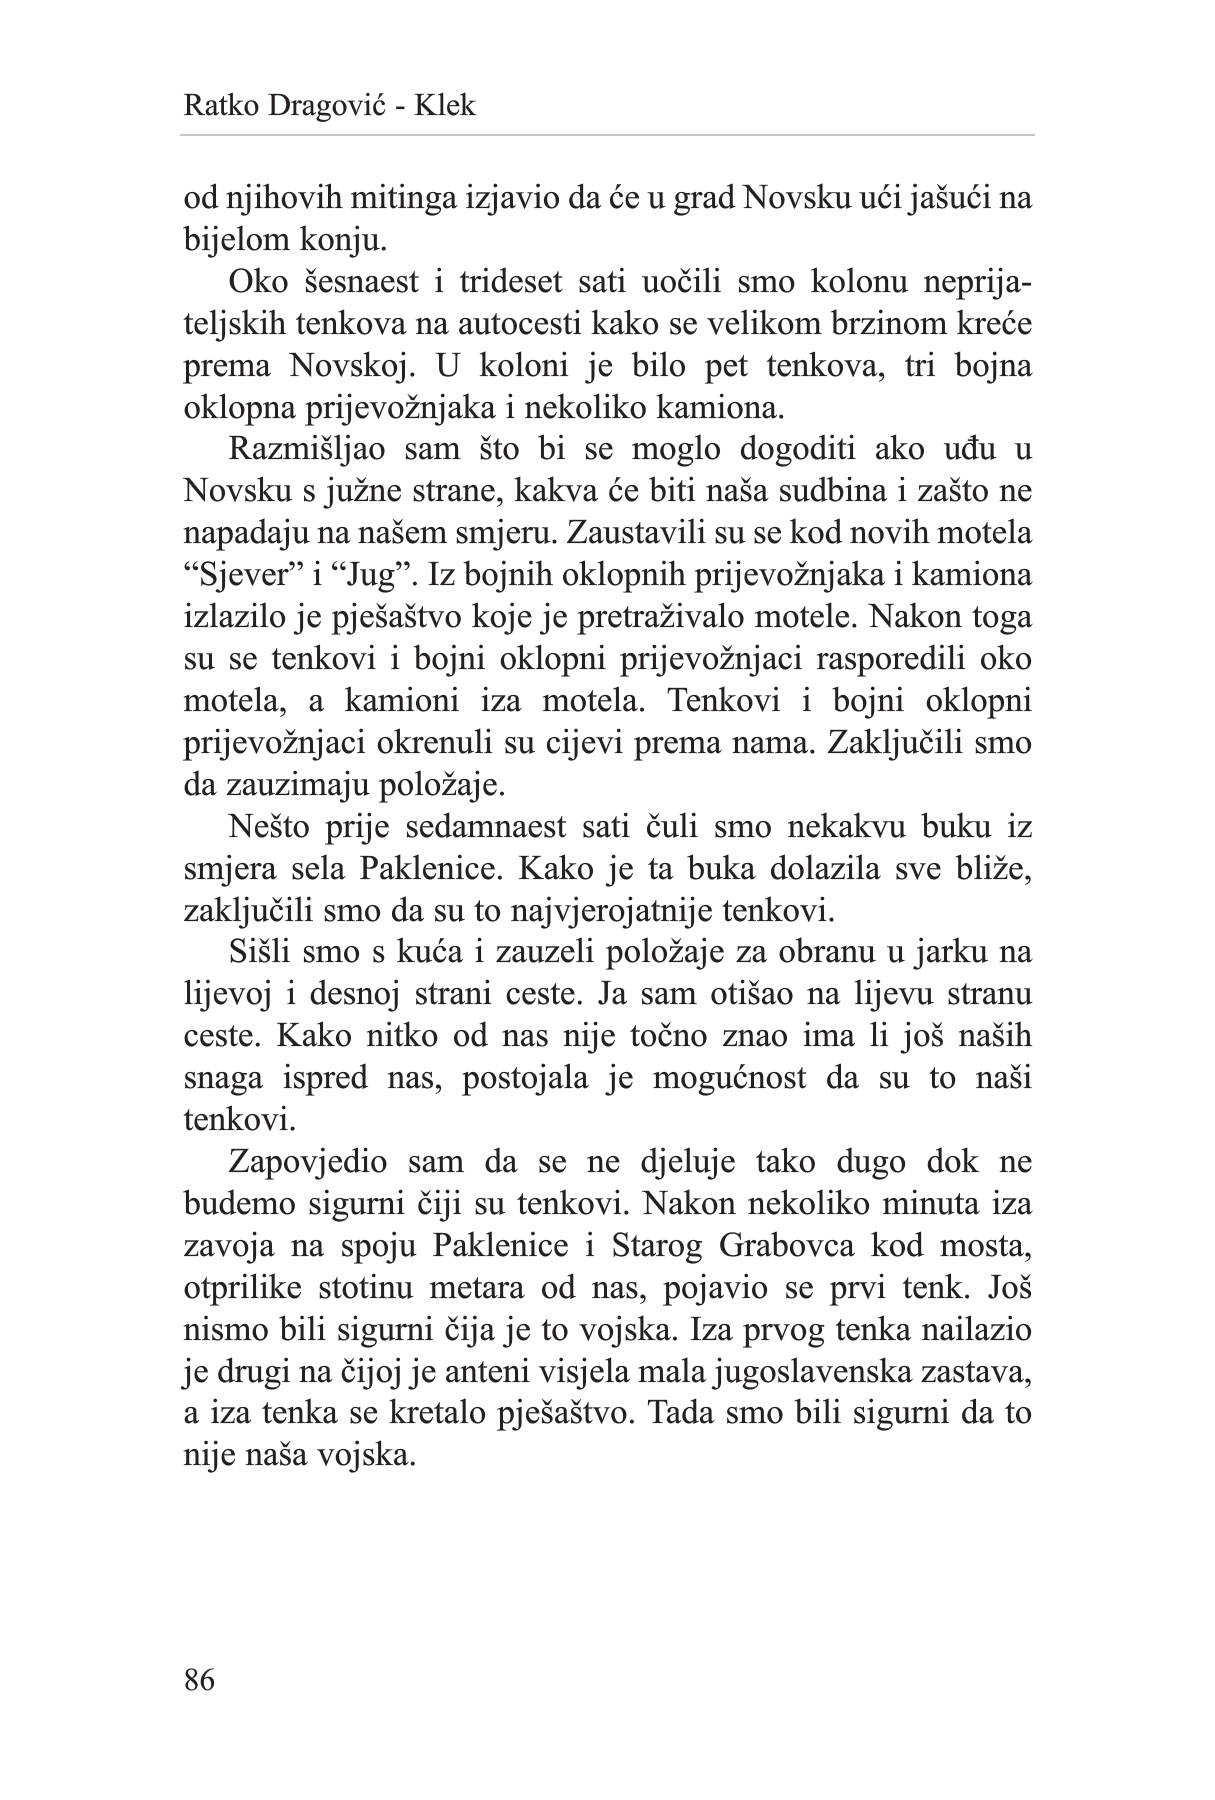 Ratko Dragović - Klek
od njihovih mitinga izjavio da će u grad Novsku ući jašući na
bijelom konju.
Oko šesnaest i trideset sati uočili smo kolonu neprija-
teljskih tenkova na autocesti kako se velikom brzinom kreće
prema Novskoj. U koloni je bilo pet tenkova, tri bojna
oklopna prijevožnjaka i nekoliko kamiona.
Razmišljao sam što bi se moglo dogoditi ako uđu u
Novsku s južne strane, kakva će biti naša sudbina i zašto ne
napadaju na našem smjeru. Zaustavili su se kod novih motela
“Sjever” i “Jug”. Iz bojnih oklopnih prijevožnjaka i kamiona
izlazilo je pješaštvo koje je pretraživalo motele. Nakon toga
su se tenkovi i bojni oklopni prijevožnjaci rasporedili oko
motela, a kamioni iza motela. Tenkovi i bojni oklopni
prijevožnjaci okrenuli su cijevi prema nama. Zaključili smo
da zauzimaju položaje.
Nešto prije sedamnaest sati čuli smo nekakvu buku iz
smjera sela Paklenice. Kako je ta buka dolazila sve bliže,
zaključili smo da su to najvjerojatnije tenkovi.
Sišli smo s kuća i zauzeli položaje za obranu u jarku na
lijevoj i desnoj strani ceste. Ja sam otišao na lijevu stranu
ceste. Kako nitko od nas nije točno znao ima li još naših
snaga ispred nas, postojala je mogućnost da su to naši
tenkovi.
Zapovjedio sam da se ne djeluje tako dugo dok ne
budemo sigurni čiji su tenkovi. Nakon nekoliko minuta iza
zavoja na spoju Paklenice i Starog Grabovca kod mosta,
otprilike stotinu metara od nas, pojavio se prvi tenk. Još
nismo bili sigurni čija je to vojska. Iza prvog tenka nailazio
je drugi na čijoj je anteni visjela mala jugoslavenska zastava,
a iza tenka se kretalo pješaštvo. Tada smo bili sigurni da to
nije naša vojska.
86